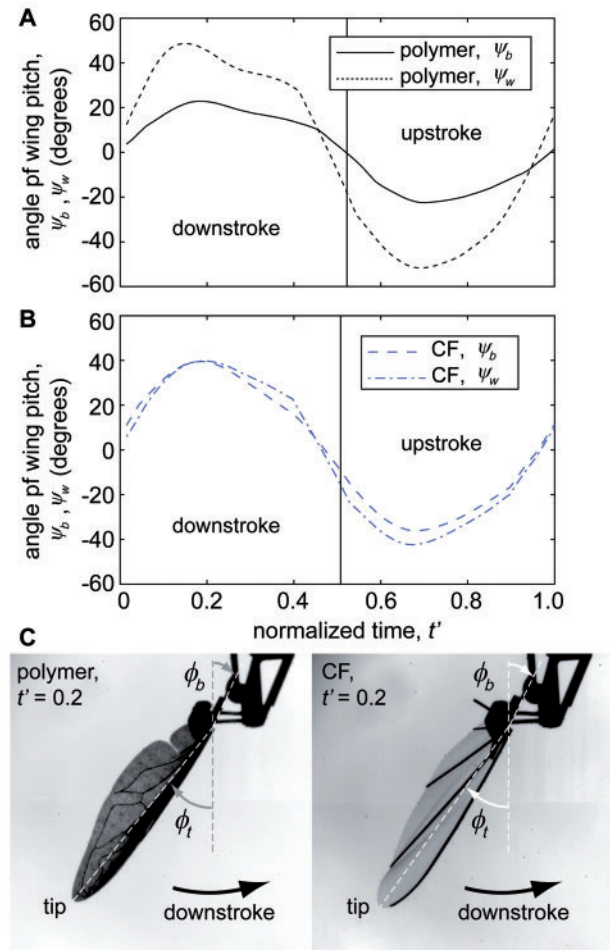 A
angle pf wing pitch,
ψb , ψw (degrees)
60
40
20
0
-20
-40
-60
polymer, ψb
polymer, ψw
downstroke
upstroke
B
angle pf wing pitch,
ψb , ψw (degrees)
60
40
20
0
-20
-40
-60
CF, ψb
CF, ψw
downstroke
upstroke
0 0.2 0.4 0.6 0.8 1.0
normalized time, t'
C
polymer,
t' = 0.2
ϕb
ϕt
tip
downstroke
CF,
t' = 0.2
ϕb
ϕt
tip
downstroke